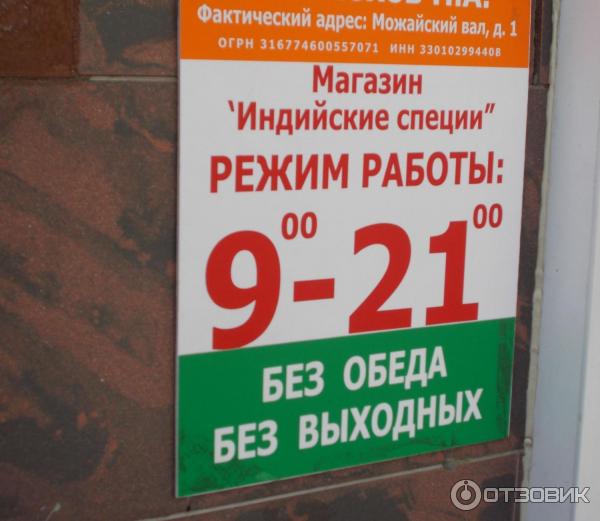 Фактический адрес: Можайский вал, д. 1
ОГРН 316774600557071 ИНН 330102994408
Магазин
‘Индийские специи”
РЕЖИМ РАБОТЫ:
9⁰⁰-21⁰⁰
БЕЗ ОБЕДА
БЕЗ ВЫХОДНЫХ
ОТЗОВИК